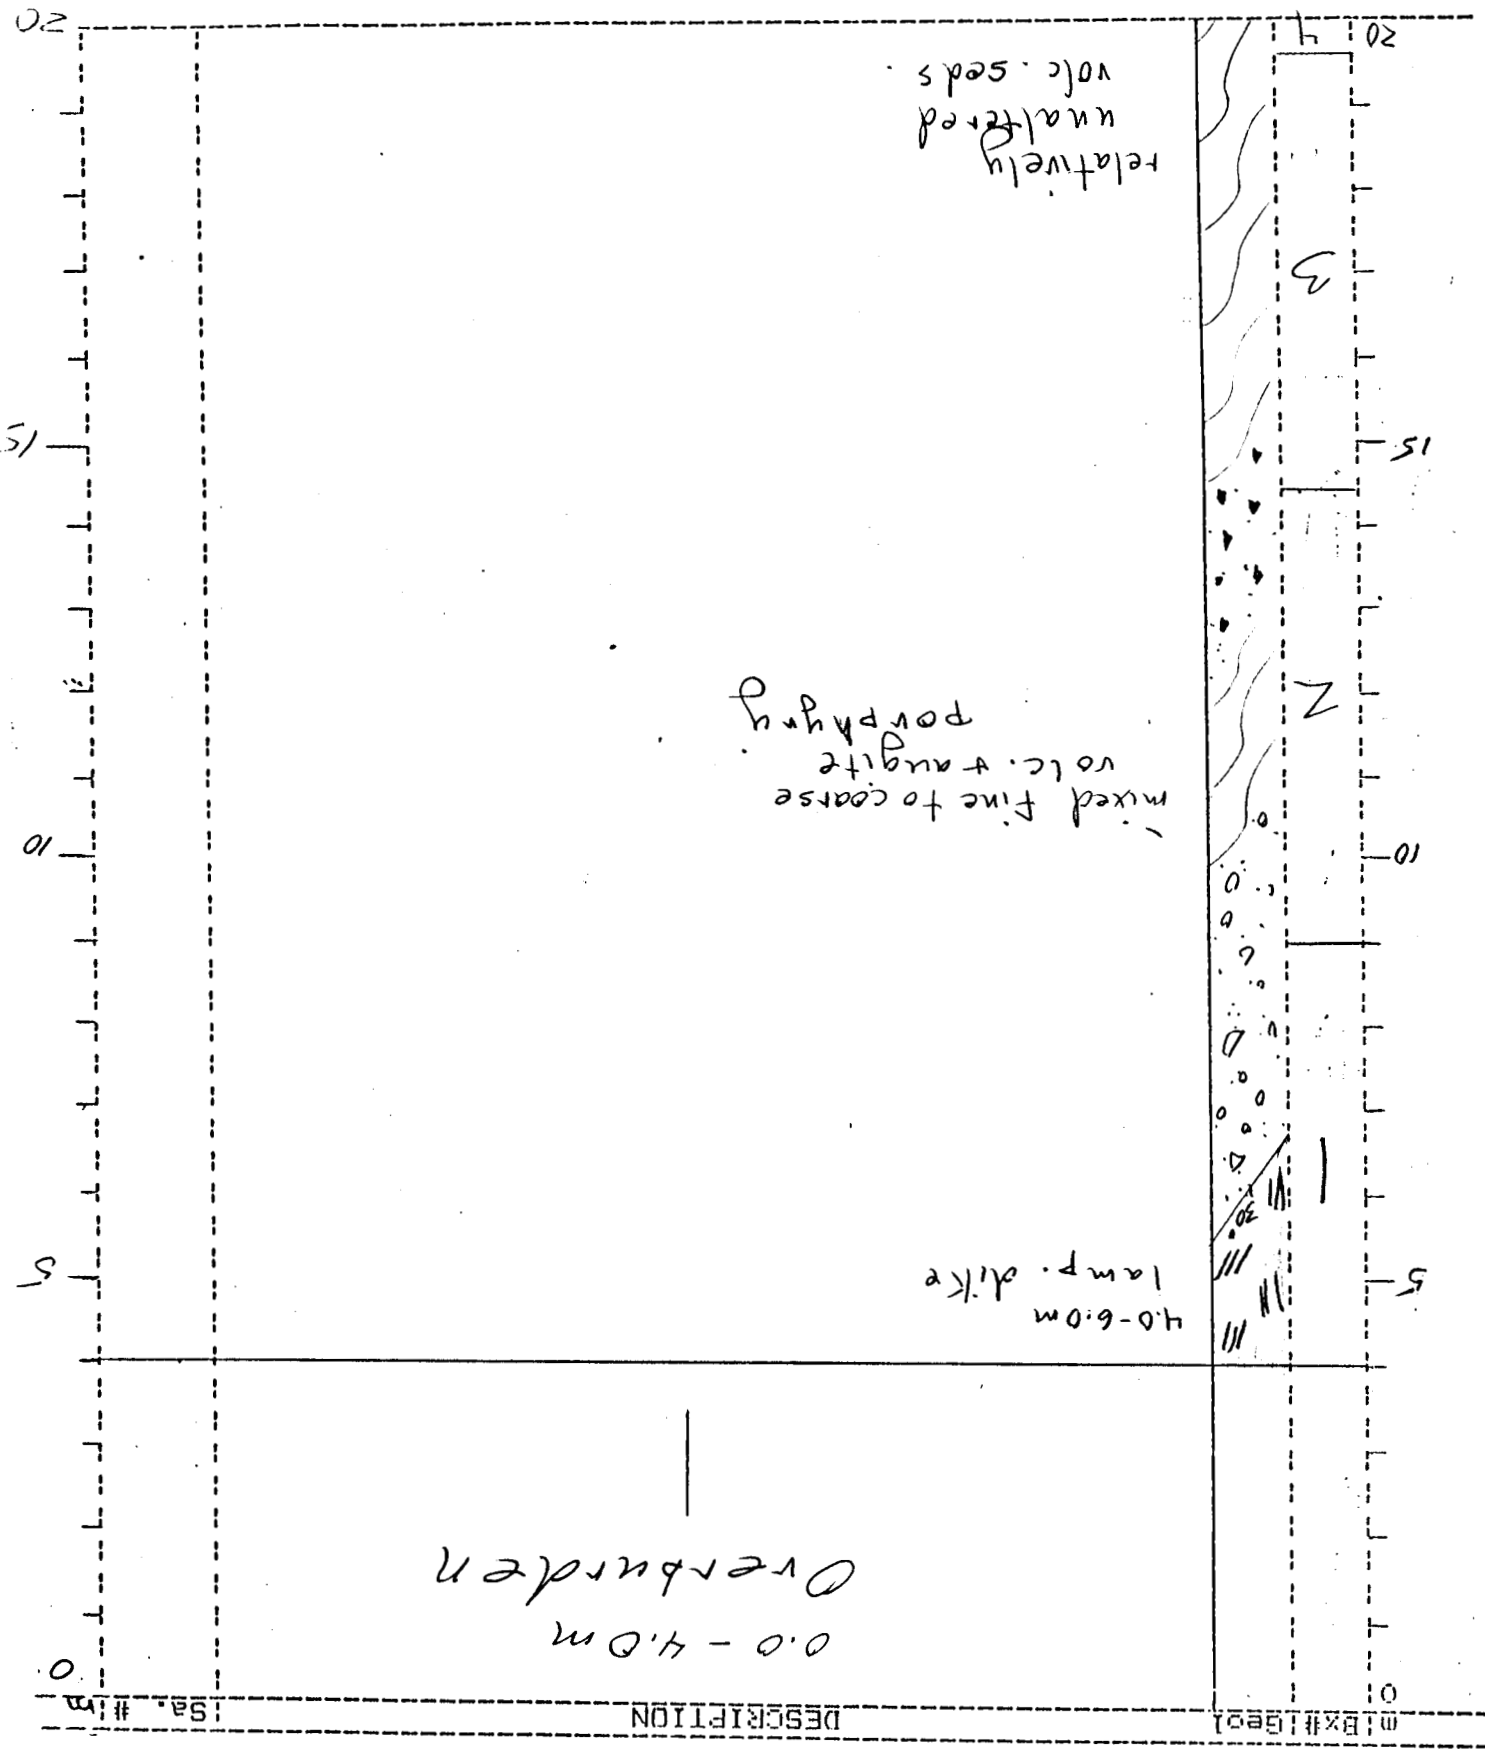 m Bx# Geol DESCRIPTION Sa. # m
0 0
0.0 - 4.0m
Overburden
4.0-6.0m
lamp. dike
5 5
30
1
10 10
mixed fine to coarse
volc. + augite
porphyry
2
15 15
3
relatively
unaltered
volc. seds.
20 4 20